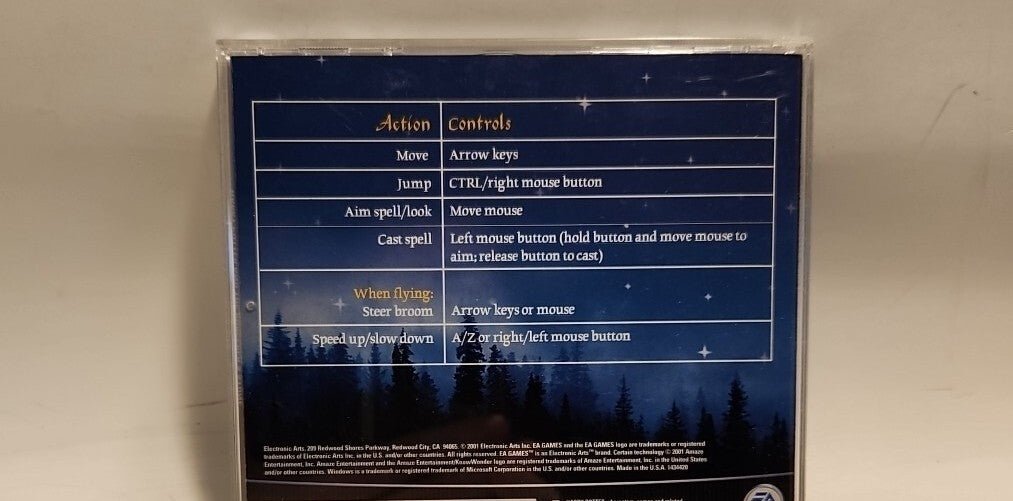 Action Controls
Move Arrow keys
Jump CTRL/right mouse button
Aim spell/look Move mouse
Cast spell Left mouse button (hold button and move mouse to
aim; release button to cast)
When flying:
Steer broom Arrow keys or mouse
Speed up/slow down A/Z or right/left mouse button
Electronic Arts, 209 Redwood Shores Parkway, Redwood City, CA 94065. © 2001 Electronic Arts Inc. EA GAMES and the EA GAMES logo are trademarks or registered
trademarks of Electronic Arts Inc. in the U.S. and/or other countries. All rights reserved. EA GAMES™ is an Electronic Arts™ brand. Certain technology © 2001 Amaze
Entertainment, Inc. Amaze Entertainment and the Amaze Entertainment/KnowWonder logo are registered trademarks of Amaze Entertainment, Inc. in the United States
and/or other countries. Windows is a trademark or registered trademark of Microsoft Corporation in the U.S. and/or other countries. Made in the U.S.A. 1434420